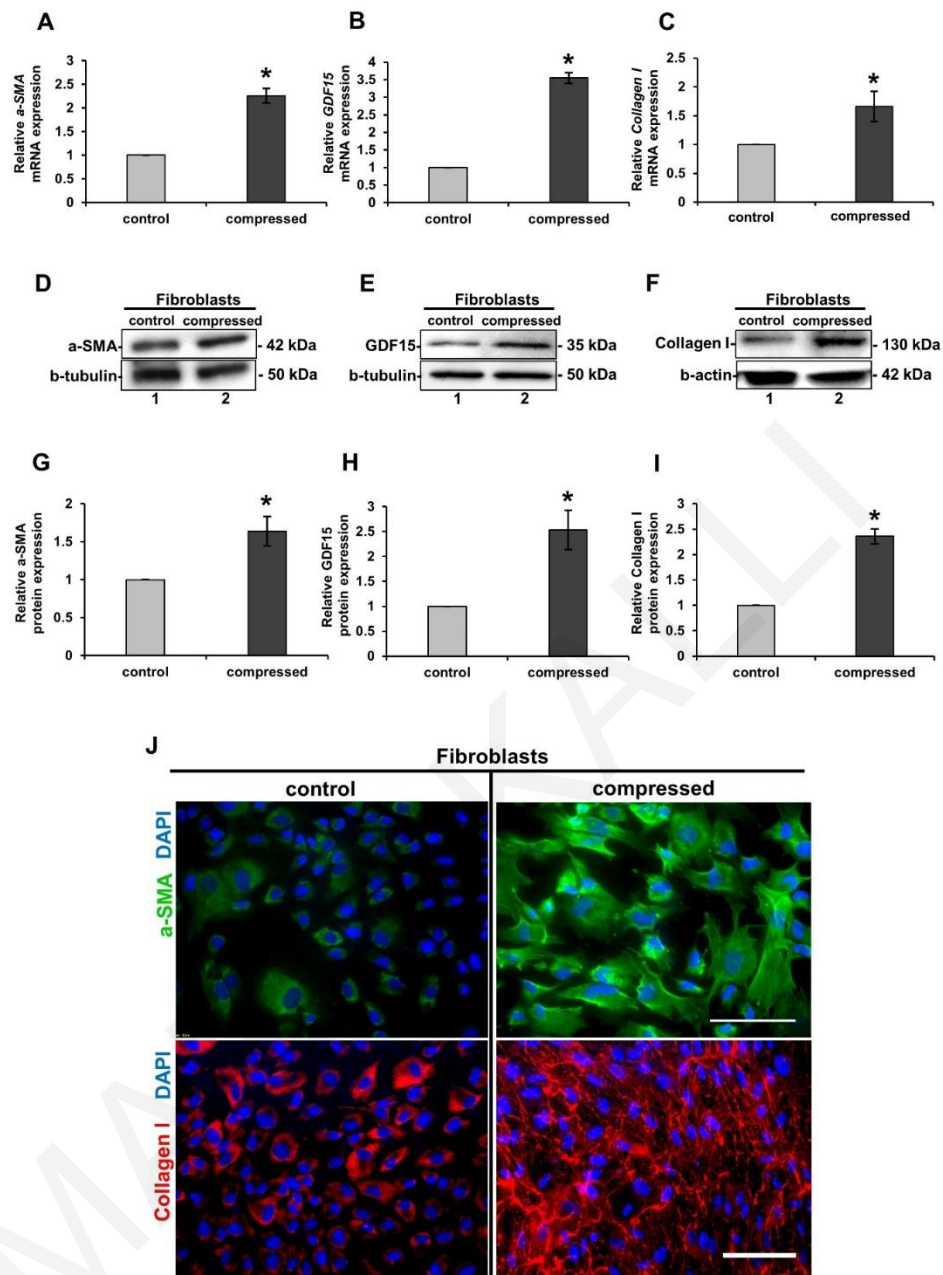 A
Relative a-SMA
mRNA expression
3
2.5
2
1.5
1
0.5
0
*
control
compressed
B
Relative GDF15
mRNA expression
4
3.5
3
2.5
2
1.5
1
0.5
0
*
control
compressed
C
Relative Collagen I
mRNA expression
2.5
2
1.5
1
0.5
0
*
control
compressed
D
Fibroblasts
control compressed
a-SMA- - 42 kDa
b-tubulin- - 50 kDa
1 2
E
Fibroblasts
control compressed
GDF15 - 35 kDa
b-tubulin- - 50 kDa
1 2
F
Fibroblasts
control compressed
Collagen I- - 130 kDa
b-actin- - 42 kDa
1 2
G
Relative a-SMA
protein expression
2
1.5
1
0.5
0
*
control
compressed
H
Relative GDF15
protein expression
3
2.5
2
1.5
1
0.5
0
*
control
compressed
I
Relative Collagen I
protein expression
3
2.5
2
1.5
1
0.5
0
*
control
compressed
J
Fibroblasts
control compressed
a-SMA DAPI
Collagen I DAPI
KALLI